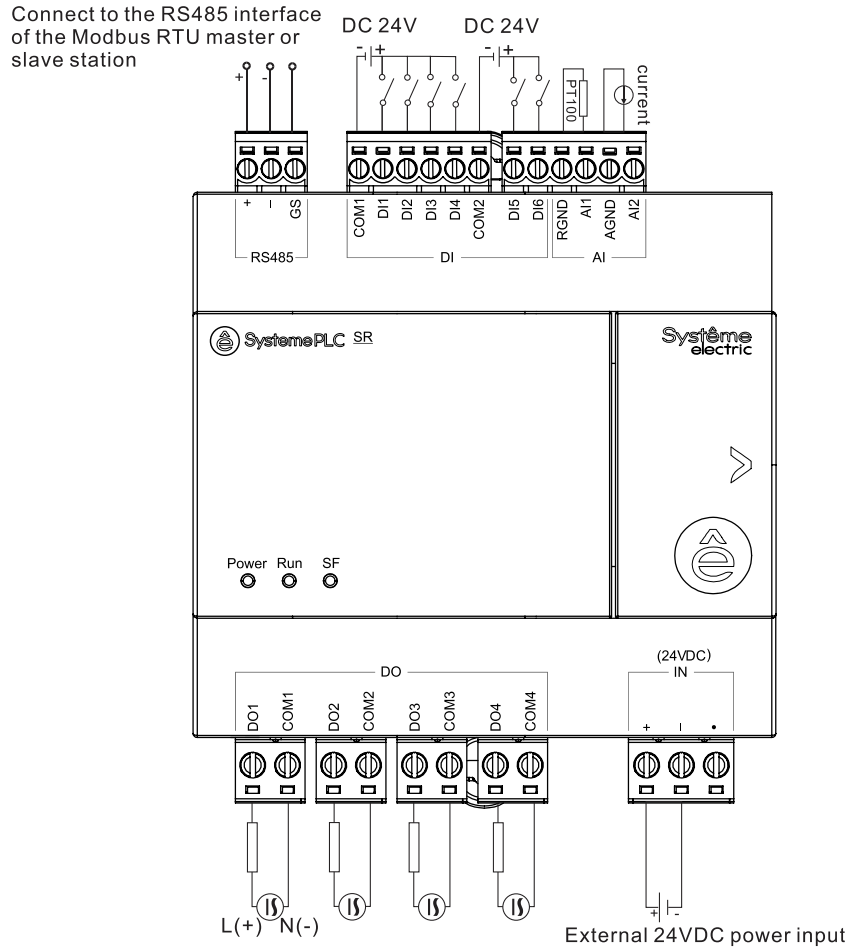 Connect to the RS485 interface
of the Modbus RTU master or
slave station
DC 24V
DC 24V
- +
- +
+
-
PT100
current
+
–
GS
COM1
DI1
DI2
DI3
DI4
COM2
DI5
DI6
RGND
AI1
AGND
AI2
RS485
DI
AI
ê SystemePLC SR
Système
electric
Power Run SF
ê
(24VDC)
DO
IN
DO1
COM1
DO2
COM2
DO3
COM3
DO4
COM4
+
–
•
L(+) N(-)
+ -
External 24VDC power input